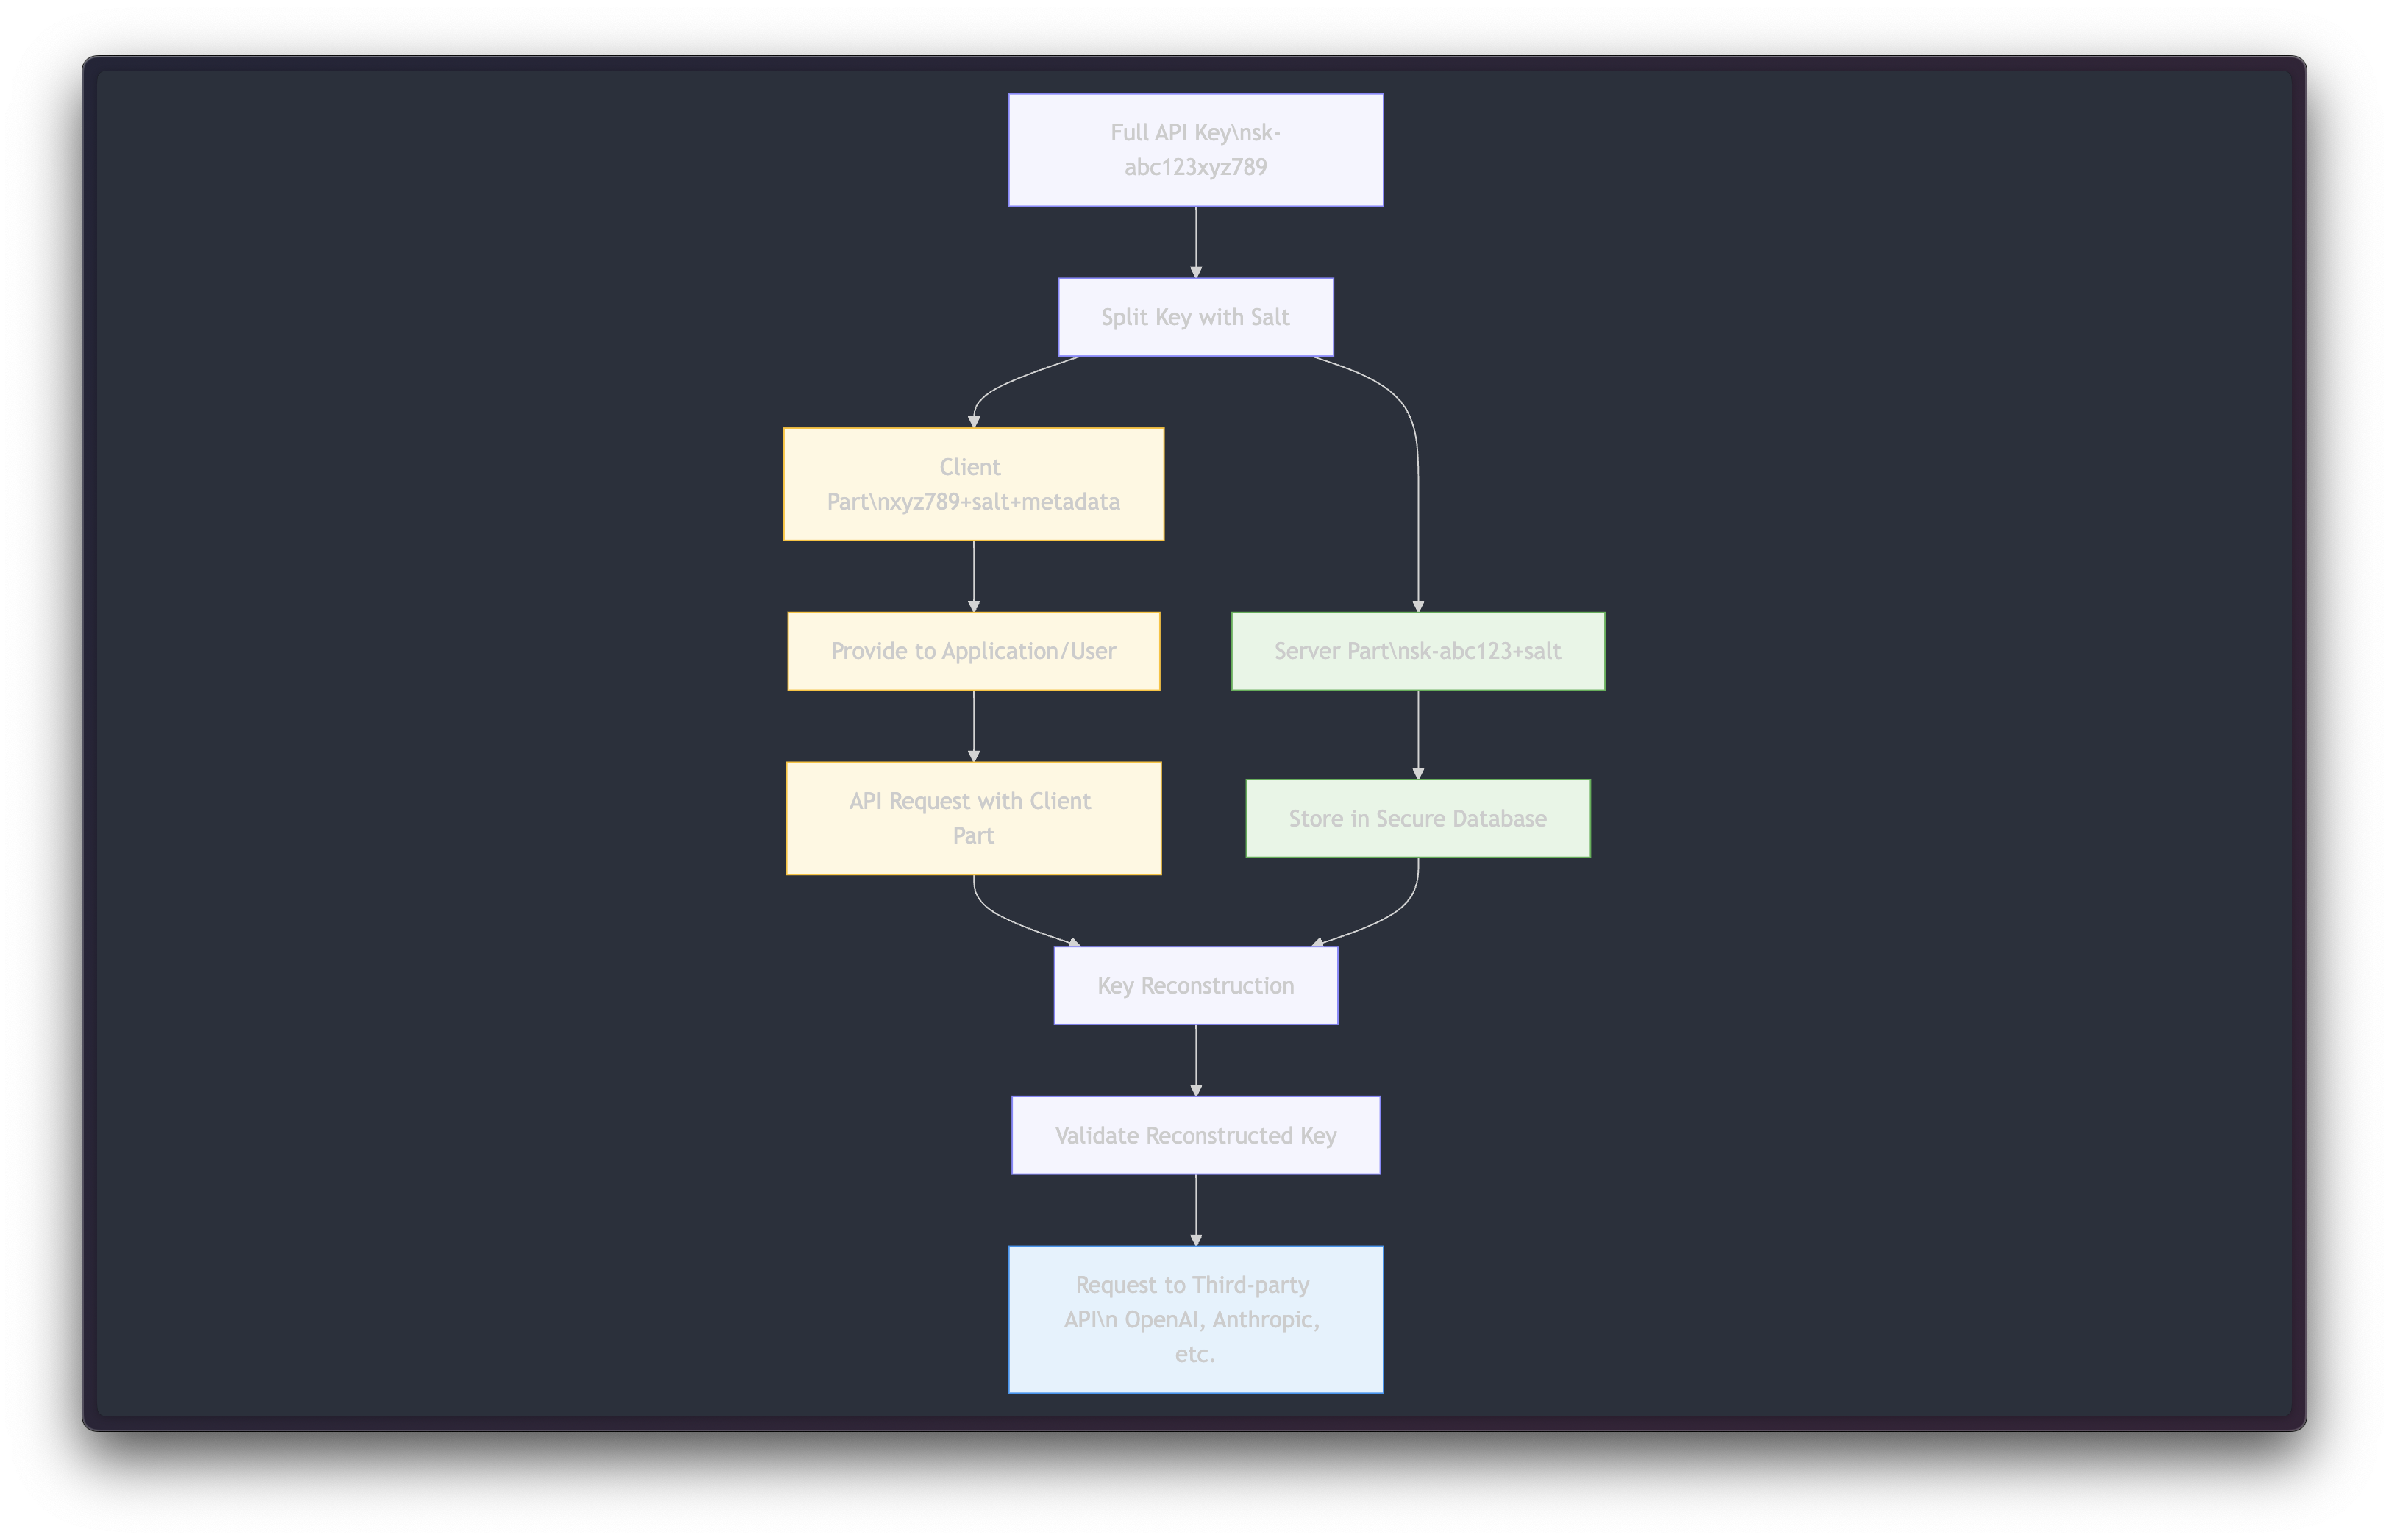 Full API Key\nsk-
abc123xyz789
Split Key with Salt
Client
Part\nxyz789+salt+metadata
Provide to Application/User
Server Part\nsk-abc123+salt
API Request with Client
Part
Store in Secure Database
Key Reconstruction
Validate Reconstructed Key
Request to Third-party
API\n OpenAI, Anthropic,
etc.